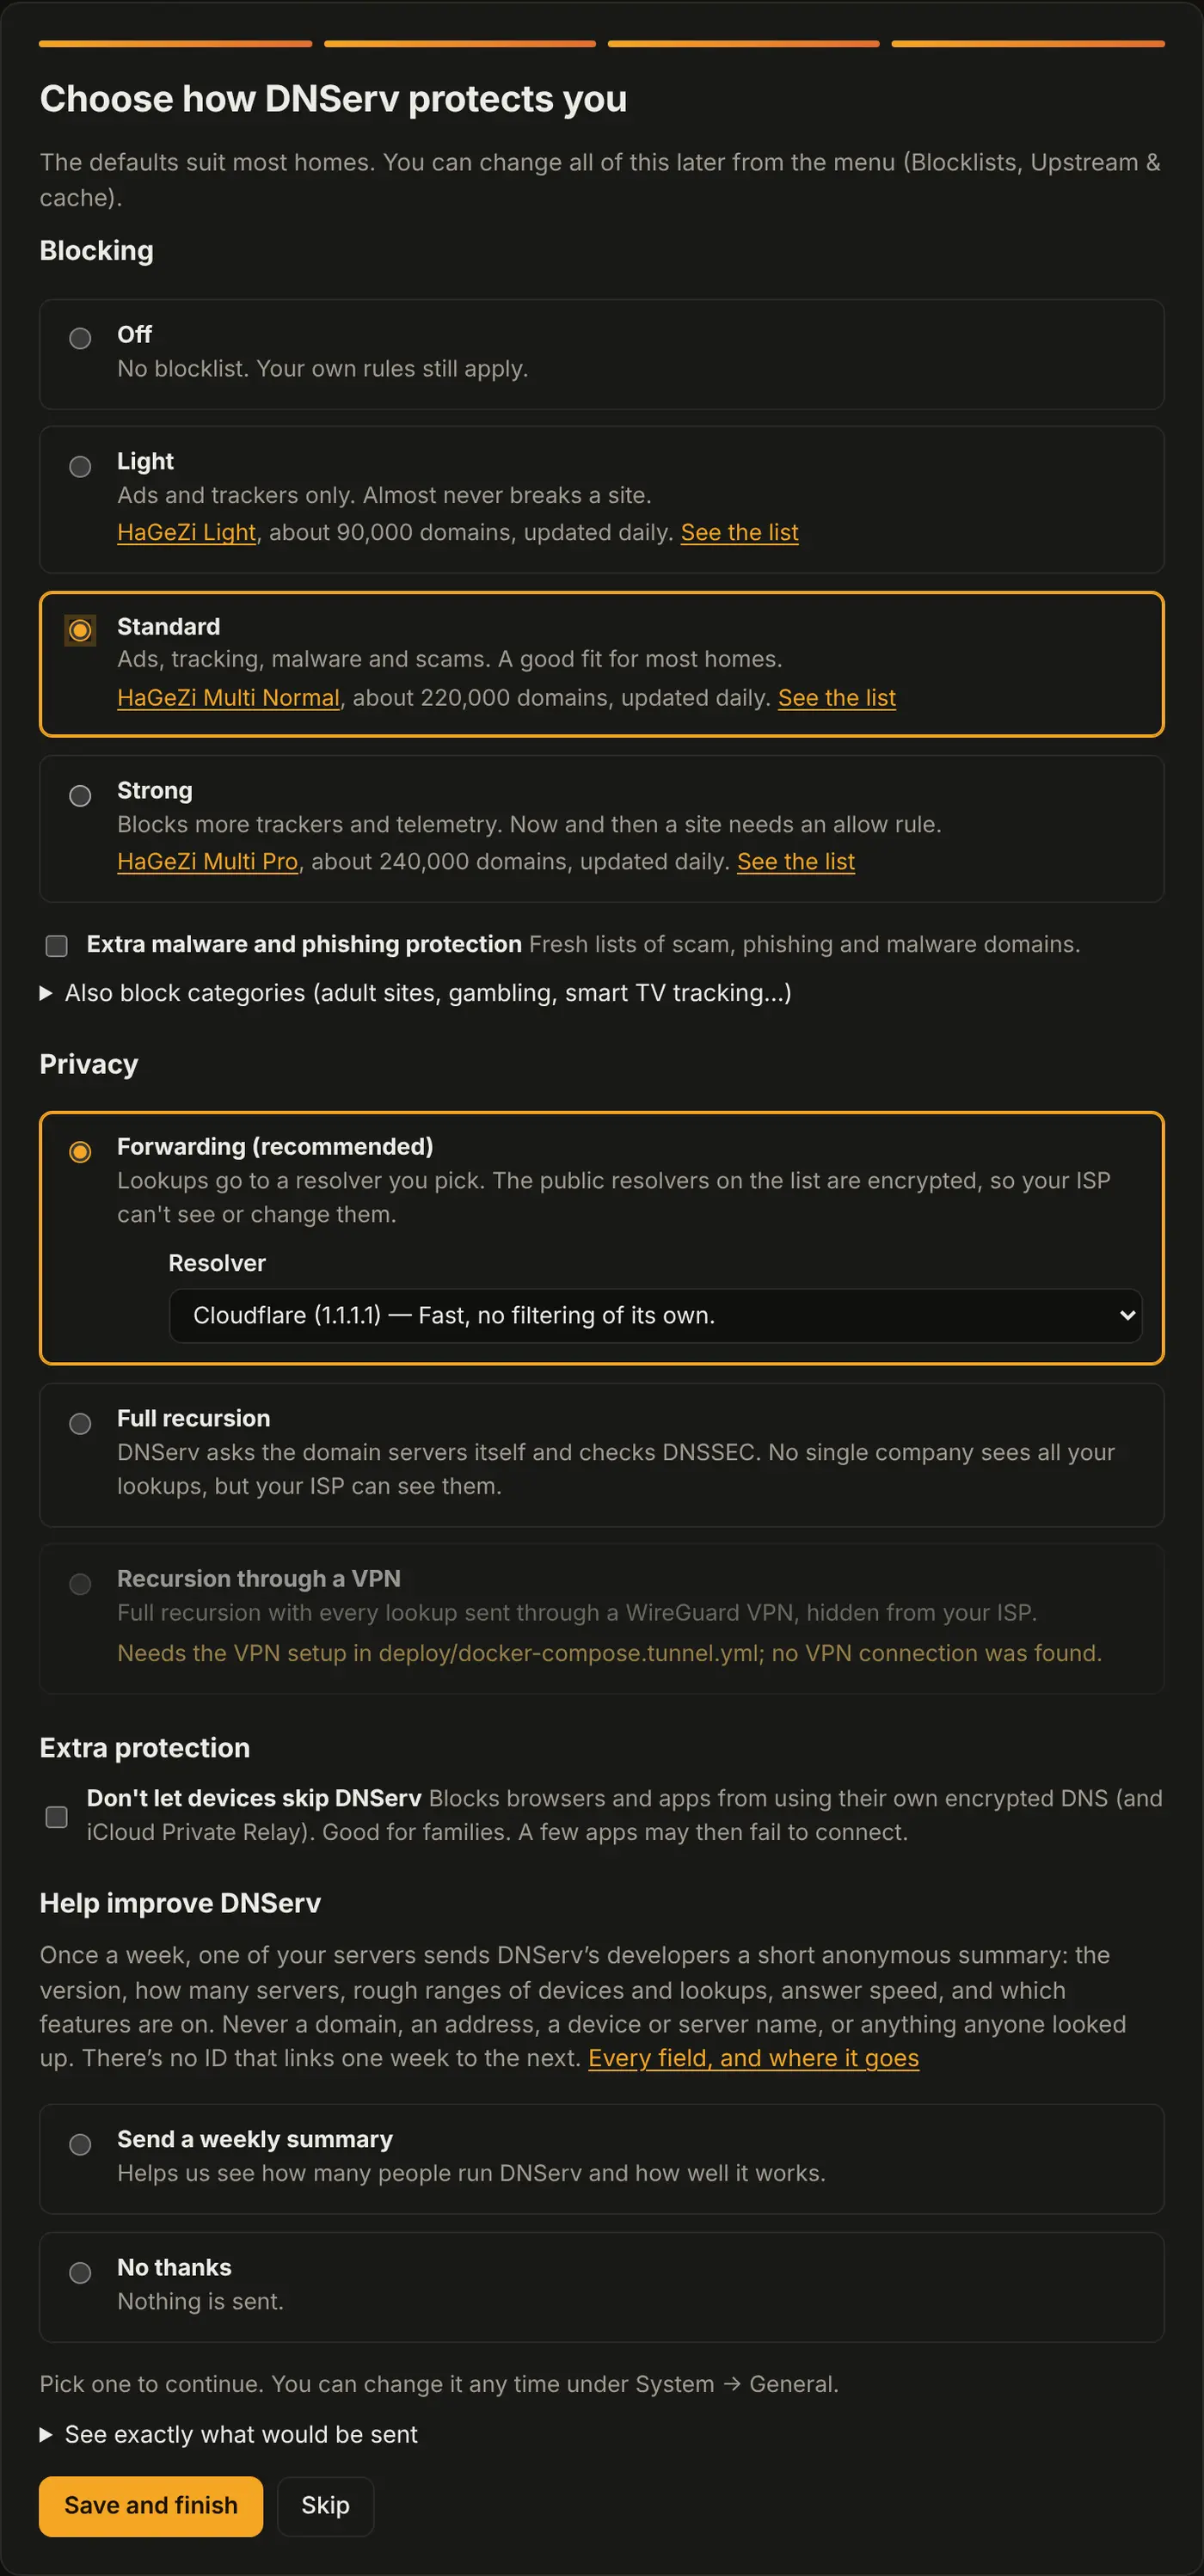 Choose how DNServ protects you
The defaults suit most homes. You can change all of this later from the menu (Blocklists, Upstream &
cache).
Blocking
Off
No blocklist. Your own rules still apply.
Light
Ads and trackers only. Almost never breaks a site.
HaGeZi Light, about 90,000 domains, updated daily. See the list
Standard
Ads, tracking, malware and scams. A good fit for most homes.
HaGeZi Multi Normal, about 220,000 domains, updated daily. See the list
Strong
Blocks more trackers and telemetry. Now and then a site needs an allow rule.
HaGeZi Multi Pro, about 240,000 domains, updated daily. See the list
Extra malware and phishing protection Fresh lists of scam, phishing and malware domains.
Also block categories (adult sites, gambling, smart TV tracking...)
Privacy
Forwarding (recommended)
Lookups go to a resolver you pick. The public resolvers on the list are encrypted, so your ISP
can't see or change them.
Resolver
Cloudflare (1.1.1.1) — Fast, no filtering of its own.
Full recursion
DNServ asks the domain servers itself and checks DNSSEC. No single company sees all your
lookups, but your ISP can see them.
Recursion through a VPN
Full recursion with every lookup sent through a WireGuard VPN, hidden from your ISP.
Needs the VPN setup in deploy/docker-compose.tunnel.yml; no VPN connection was found.
Extra protection
Don't let devices skip DNServ Blocks browsers and apps from using their own encrypted DNS (and
iCloud Private Relay). Good for families. A few apps may then fail to connect.
Help improve DNServ
Once a week, one of your servers sends DNServ’s developers a short anonymous summary: the
version, how many servers, rough ranges of devices and lookups, answer speed, and which
features are on. Never a domain, an address, a device or server name, or anything anyone looked
up. There’s no ID that links one week to the next. Every field, and where it goes
Send a weekly summary
Helps us see how many people run DNServ and how well it works.
No thanks
Nothing is sent.
Pick one to continue. You can change it any time under System → General.
See exactly what would be sent
Save and finish
Skip